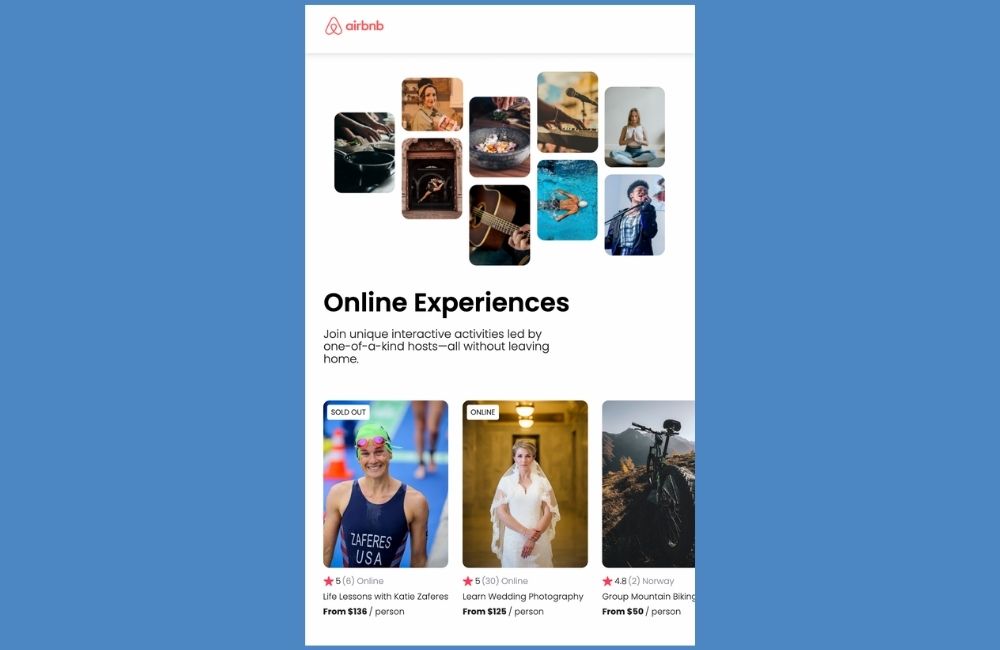 airbnb
Online Experiences
Join unique interactive activities led by
one-of-a-kind hosts—all without leaving
home.
SOLD OUT
ZAFERES
USA
ONLINE
5 (6) Online
Life Lessons with Katie Zaferes
From $136 / person
5 (30) Online
Learn Wedding Photography
From $125 / person
4.8 (2) Norway
Group Mountain Biking
From $50 / person